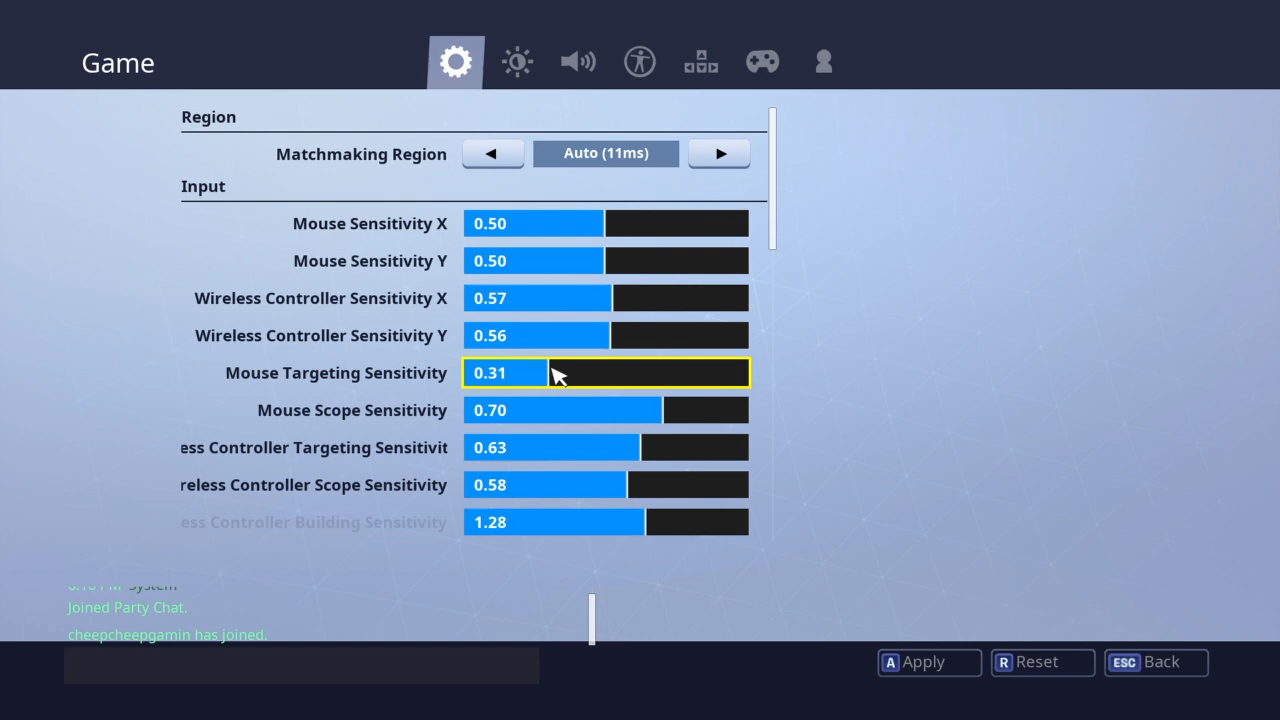 Game
Region
Matchmaking Region Auto (11ms)
Input
Mouse Sensitivity X 0.50
Mouse Sensitivity Y 0.50
Wireless Controller Sensitivity X 0.57
Wireless Controller Sensitivity Y 0.56
Mouse Targeting Sensitivity 0.31
Mouse Scope Sensitivity 0.70
ess Controller Targeting Sensitivit 0.63
reless Controller Scope Sensitivity 0.58
ess Controller Building Sensitivity 1.28
System
Joined Party Chat.
cheepcheepgamin has joined.
A Apply R Reset ESC Back